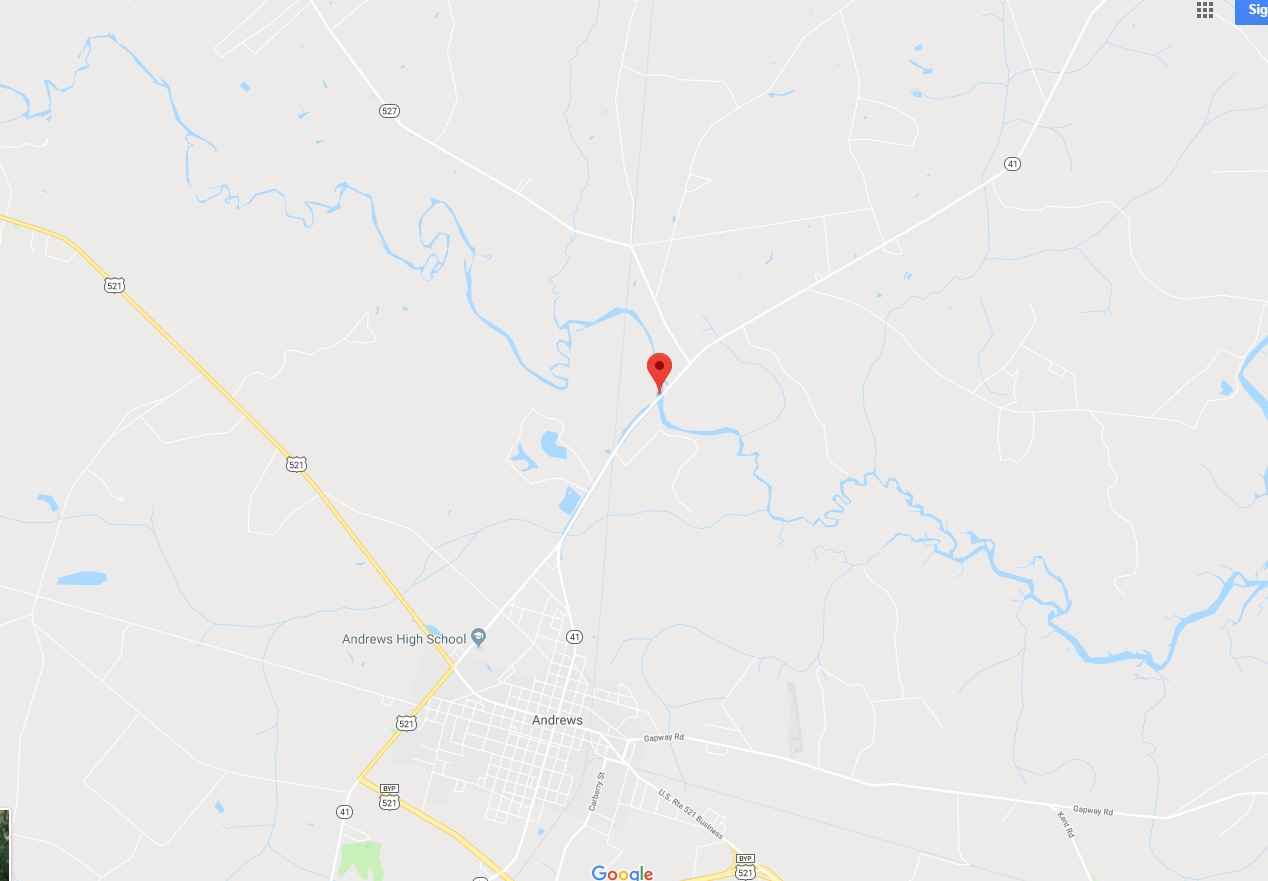 Sig
527
41
521
521
Andrews High School
41
Andrews
521
Gapway Rd
BYP
521
41
Carberry St
U.S. Rte 521 Business
Gapway Rd
Kent Rd
BYP
521
Google